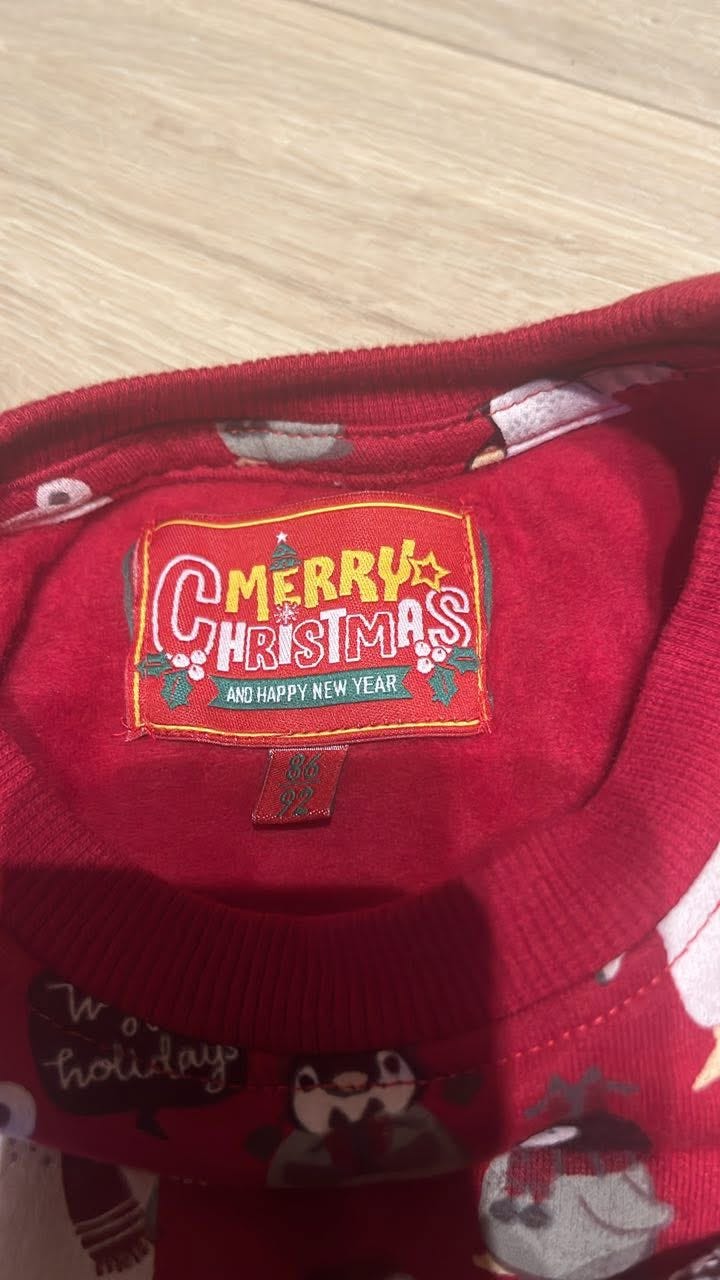 MERRY
CHRISTMAS
AND HAPPY NEW YEAR
86
92
holidays